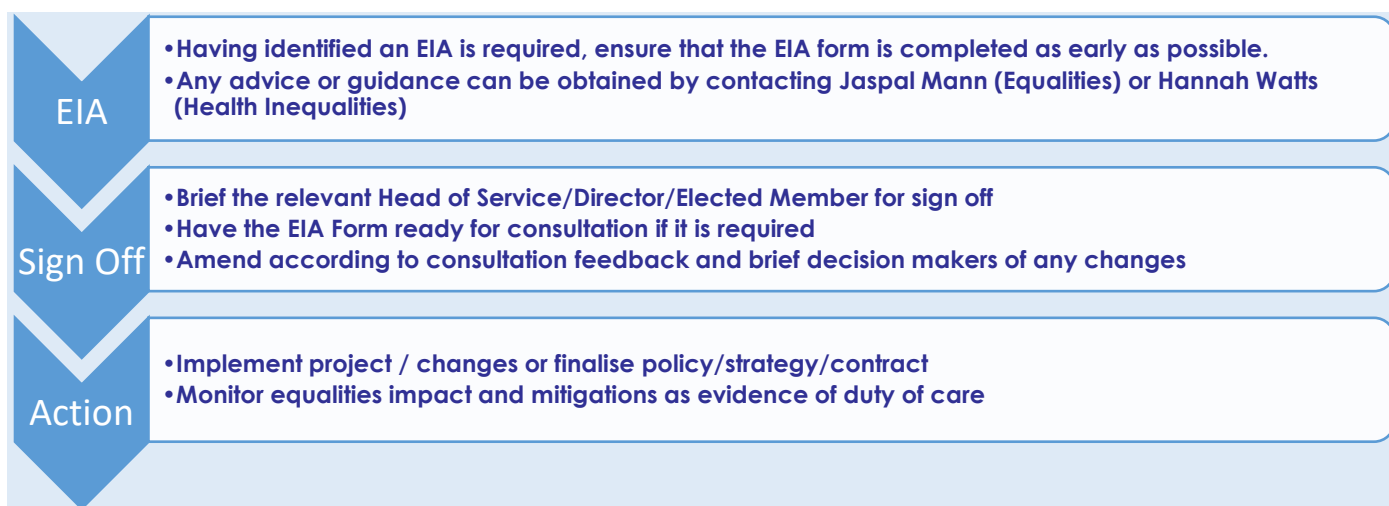 EIA
•Having identified an EIA is required, ensure that the EIA form is completed as early as possible.
•Any advice or guidance can be obtained by contacting Jaspal Mann (Equalities) or Hannah Watts
(Health Inequalities)
Sign Off
•Brief the relevant Head of Service/Director/Elected Member for sign off
•Have the EIA Form ready for consultation if it is required
•Amend according to consultation feedback and brief decision makers of any changes
Action
•Implement project / changes or finalise policy/strategy/contract
•Monitor equalities impact and mitigations as evidence of duty of care